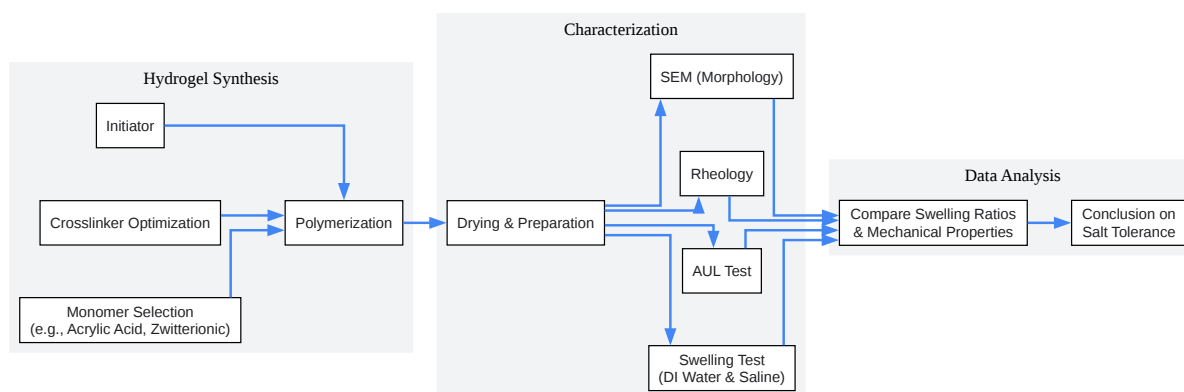 Hydrogel Synthesis
Initiator
Crosslinker Optimization
Polymerization
Monomer Selection
(e.g., Acrylic Acid, Zwitterionic)
Characterization
SEM (Morphology)
Rheology
Drying & Preparation
AUL Test
Swelling Test
(DI Water & Saline)
Data Analysis
Compare Swelling Ratios
& Mechanical Properties
Conclusion on
Salt Tolerance